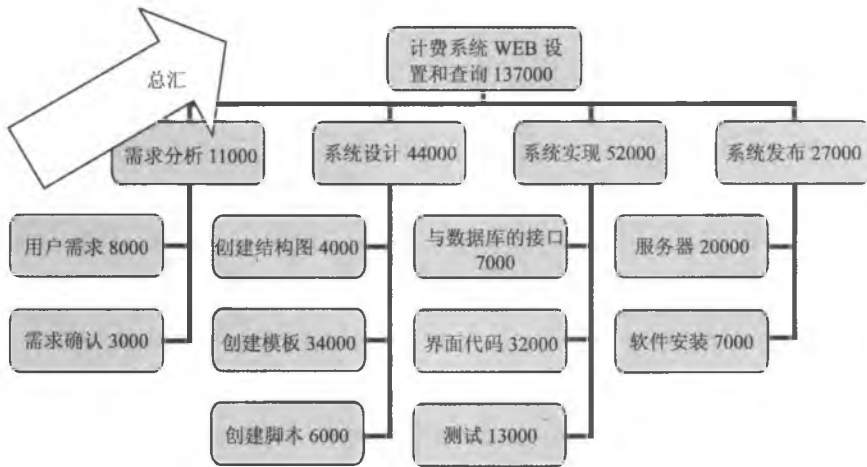 计费系统 WEB 设
置和查询 137000
总汇
需求分析 11000
系统设计 44000
系统实现 52000
系统发布 27000
用户需求 8000
创建结构图 4000
与数据库的接口
7000
服务器 20000
需求确认 3000
创建模板 34000
界面代码 32000
软件安装 7000
创建脚木 6000
测试 13000